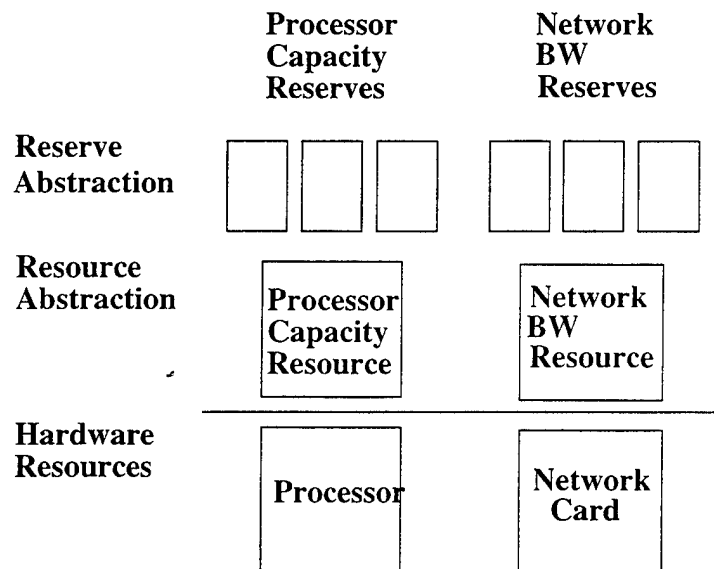 Processor
Capacity
Reserves
Network
BW
Reserves
Reserve
Abstraction
Resource
Abstraction
Processor
Capacity
Resource
Network
BW
Resource
Hardware
Resources
Processor
Network
Card